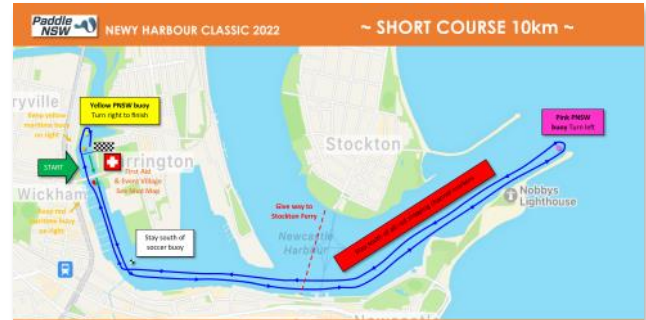 Paddle
NSW
NEWY HARBOUR CLASSIC 2022
~ SHORT COURSE 10km ~
ryville
Yellow PNSW buoy
Turn right to finish
Keep yellow
maritime buoy
on right
START
rrington
First Aid
& Event Village
See Next Map
Wickham
Keep red
maritime buoy
on right
Stay south of
soccer buoy
Stockton
Give way to
Stockton Ferry
Newcastle
Harbour
Pink PNSW
buoy Turn left
Nobbys
Lighthouse